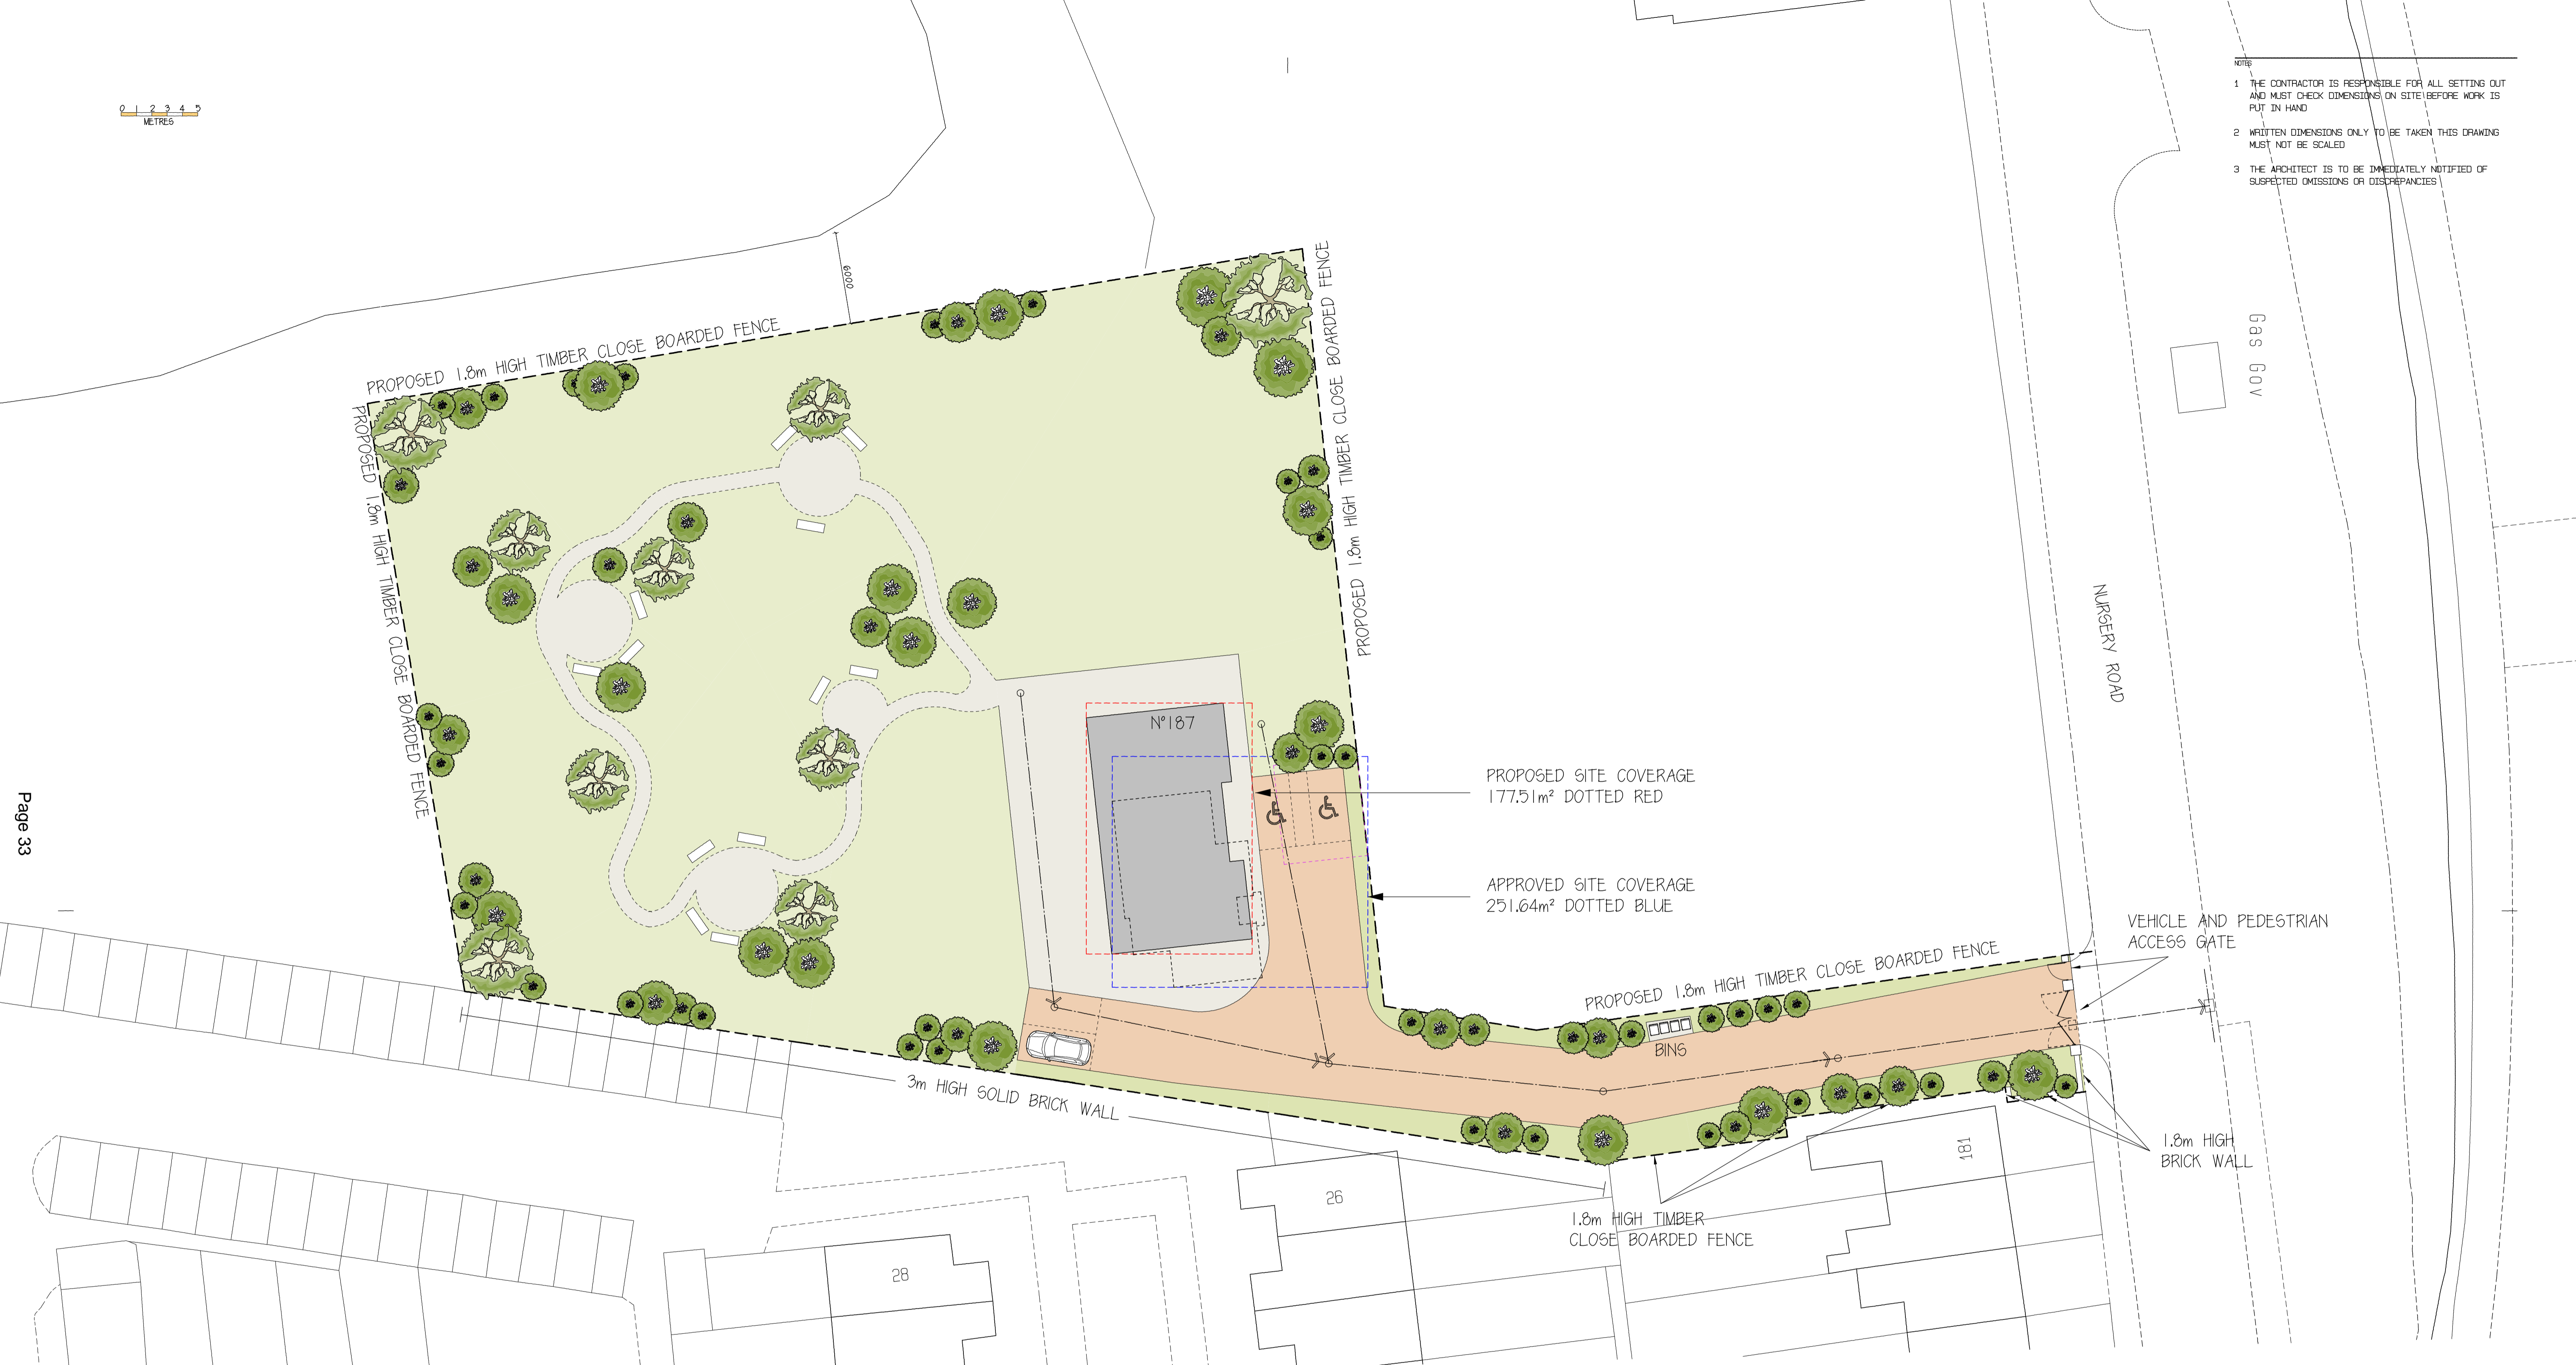 0 1 2 3 4 5
METRES
NOTES
1 THE CONTRACTOR IS RESPONSIBLE FOR ALL SETTING OUT
AND MUST CHECK DIMENSIONS ON SITE BEFORE WORK IS
PUT IN HAND
2 WRITTEN DIMENSIONS ONLY TO BE TAKEN THIS DRAWING
MUST NOT BE SCALED
3 THE ARCHITECT IS TO BE IMMEDIATELY NOTIFIED OF
SUSPECTED OMISSIONS OR DISCREPANCIES
6000
PROPOSED 1.8m HIGH TIMBER CLOSE BOARDED FENCE
PROPOSED 1.8m HIGH TIMBER CLOSE BOARDED FENCE
PROPOSED 1.8m HIGH TIMBER CLOSE BOARDED FENCE
Gas Gov
NURSERY ROAD
N°187
PROPOSED SITE COVERAGE
177.51m² DOTTED RED
APPROVED SITE COVERAGE
251.64m² DOTTED BLUE
Page 33
VEHICLE AND PEDESTRIAN
ACCESS GATE
PROPOSED 1.8m HIGH TIMBER CLOSE BOARDED FENCE
BINS
3m HIGH SOLID BRICK WALL
1.8m HIGH
BRICK WALL
181
26
1.8m HIGH TIMBER
CLOSE BOARDED FENCE
28